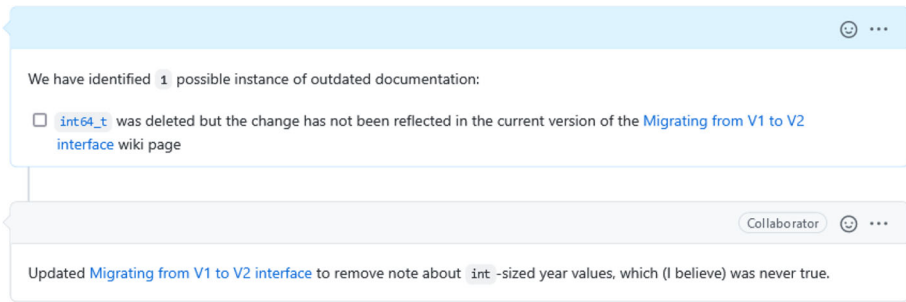 We have identified 1 possible instance of outdated documentation:
int64_t was deleted but the change has not been reflected in the current version of the Migrating from V1 to V2
interface wiki page
Collaborator
Updated Migrating from V1 to V2 interface to remove note about int -sized year values, which (I believe) was never true.